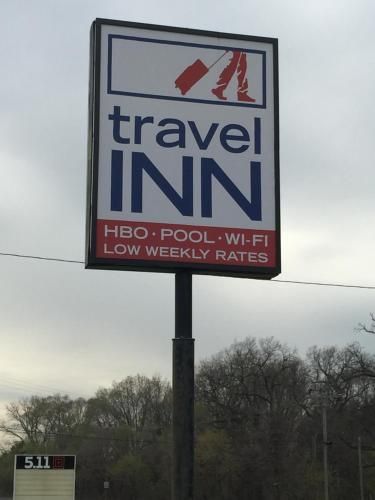 travel
INN
HBO · POOL · WI-FI
LOW WEEKLY RATES
5.11